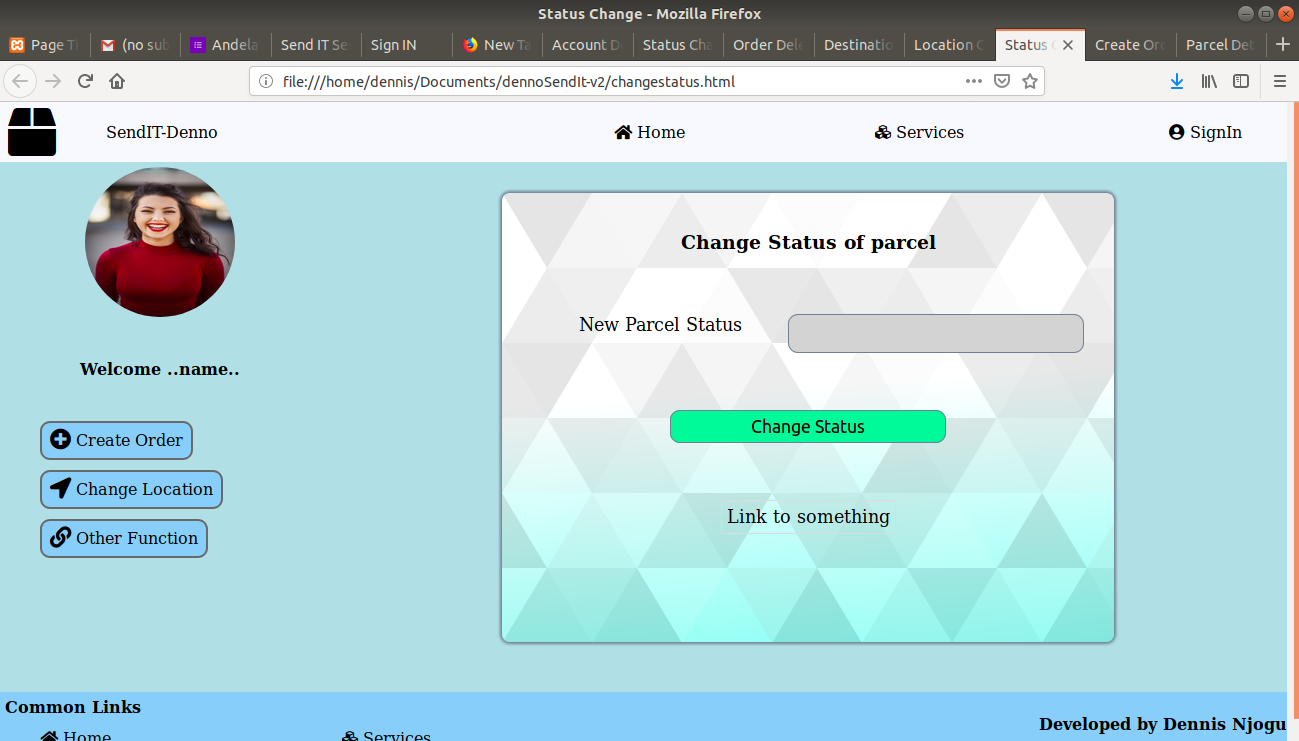 Status Change - Mozilla Firefox
Page Ti (no sub Andela Send IT Se Sign IN New Ta Account D Status Cha Order Dele Destinatio Location C Status C Create Ord Parcel Det
file:///home/dennis/Documents/dennoSendIt-v2/changestatus.html
SendIT-Denno Home Services SignIn
Change Status of parcel
New Parcel Status
Welcome ..name..
Change Status
Create Order
Change Location
Link to something
Other Function
Common Links
Developed by Dennis Njogu
Home Services